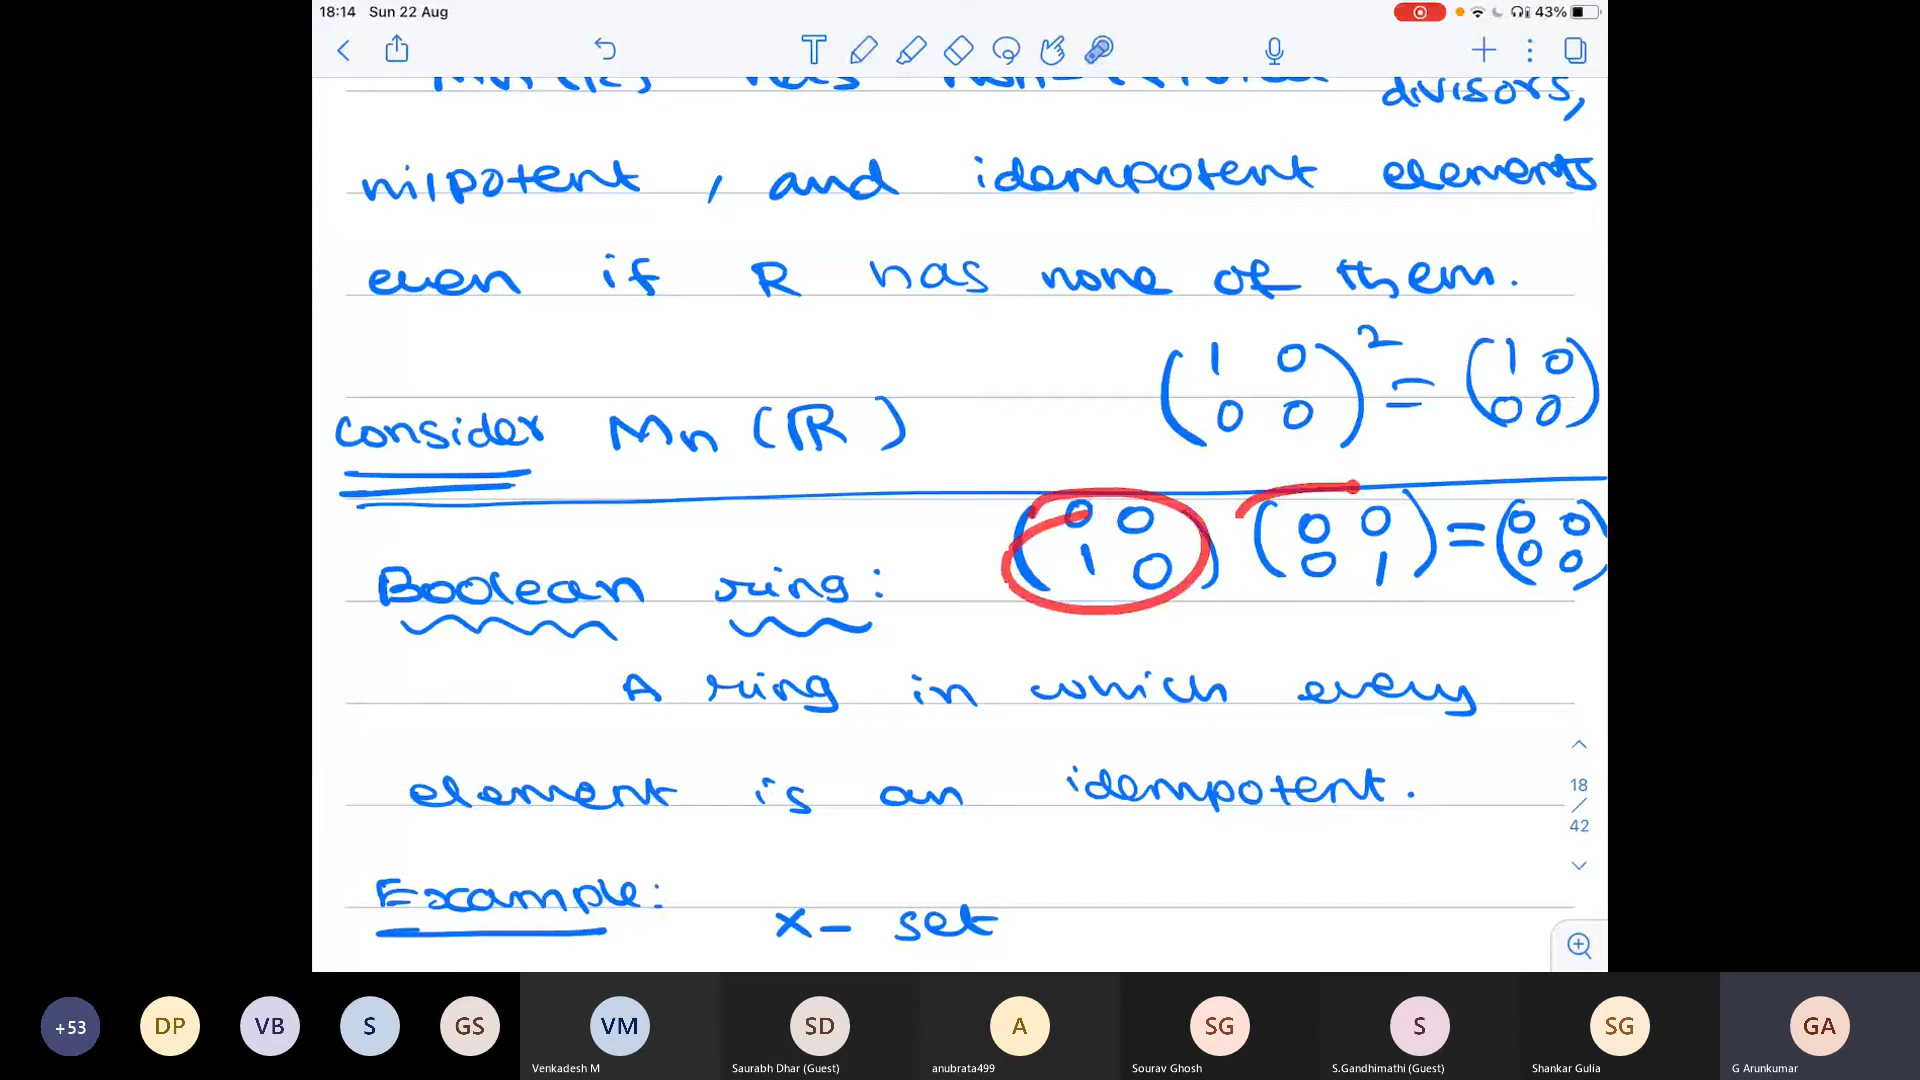 18:14 Sun 22 Aug
43%
divisors,
nilpotent , and idempotent elements
even if R has none of them.
(1 0 0 0)² = (1 0 0 0)
Consider Mn (R)
(0 0 1 0) (0 0 0 1) = (0 0 0 0)
Boolean ring:
A ring in which every
element is an idempotent.
18
/
42
Example: X - set
+53 DP VB S GS VM SD A SG S SG GA
Venkadesh M Saurabh Dhar (Guest) anubrata499 Sourav Ghosh S.Gandhimathi (Guest) Shankar Gulia G Arunkumar